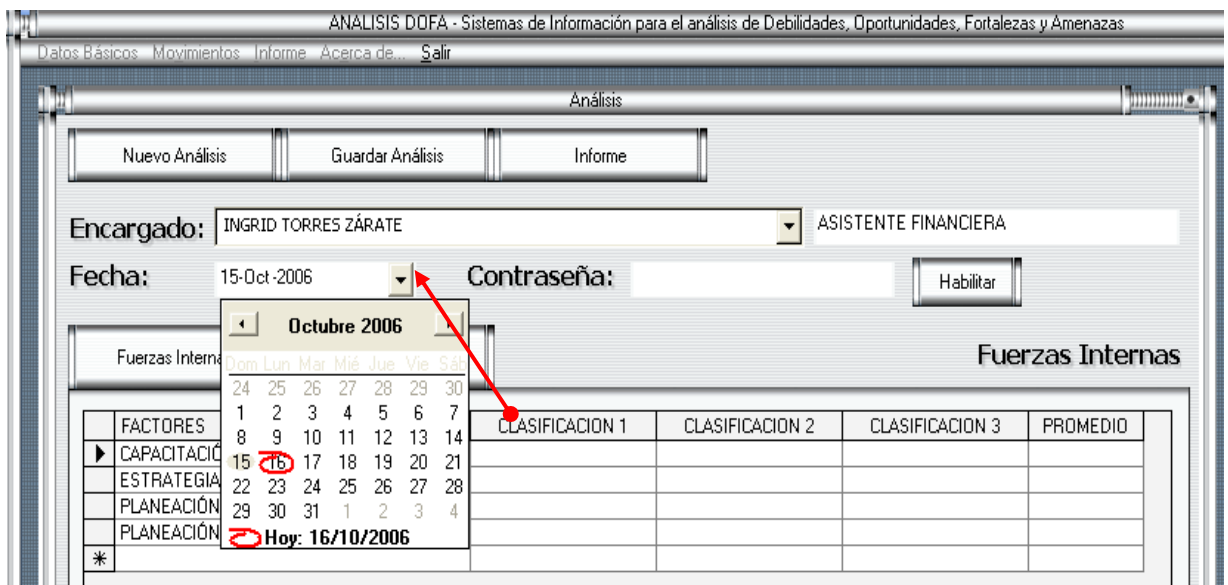 ANALISIS DOFA - Sistemas de Información para el análisis de Debilidades, Oportunidades, Fortalezas y Amenazas
Datos Básicos Movimientos Informe Acerca de... Salir
Análisis
Nuevo Análisis Guardar Análisis Informe
Encargado: INGRID TORRES ZÁRATE ASISTENTE FINANCIERA
Fecha: 15-Oct-2006 Contraseña: Habilitar
Octubre 2006
Fuerzas Interna Fuerzas Internas
Dom Lun Mar Mié Jue Vie Sáb
24 25 26 27 28 29 30
1 2 3 4 5 6 7
8 9 10 11 12 13 14
15 16 17 18 19 20 21
22 23 24 25 26 27 28
29 30 31 1 2 3 4
Hoy: 16/10/2006
FACTORES CLASIFICACION 1 CLASIFICACION 2 CLASIFICACION 3 PROMEDIO
CAPACITACIÓ
ESTRATEGIA
PLANEACIÓN
PLANEACIÓN